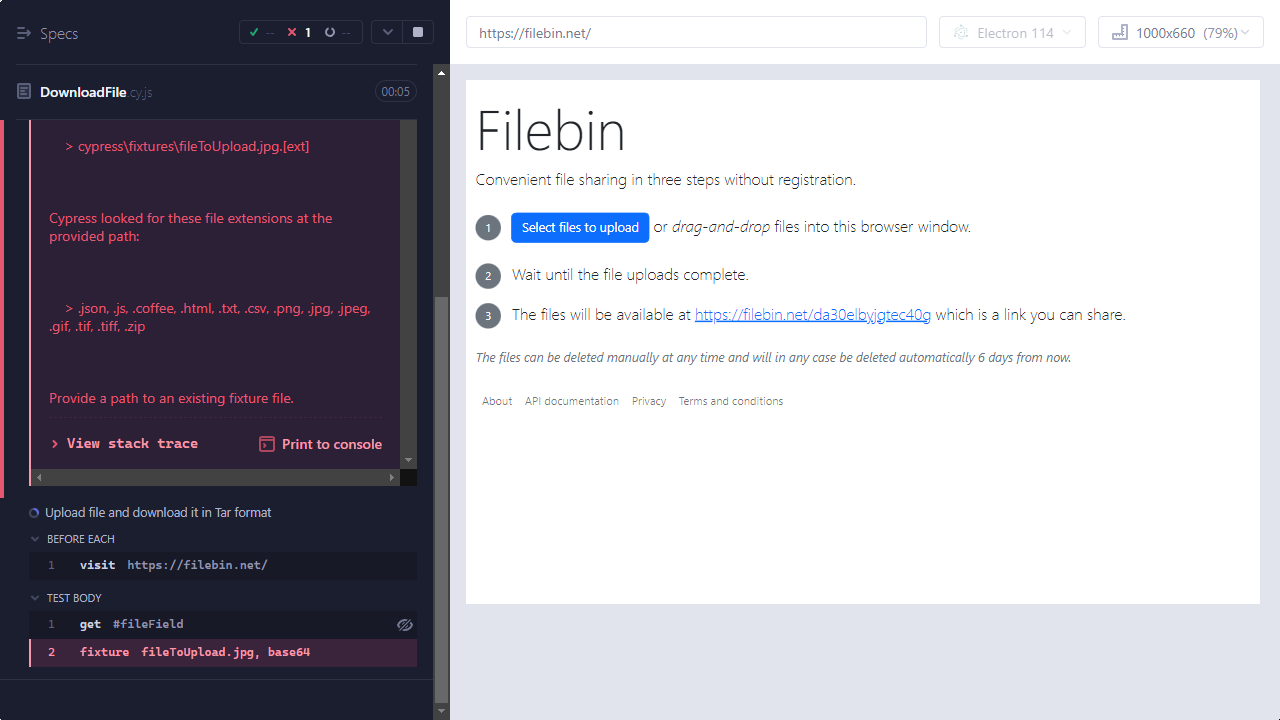 Specs
-- 1 --
DownloadFile.cy.js
00:05
> cypress\fixtures\fileToUpload.jpg.[ext]
Cypress looked for these file extensions at the
provided path:
> .json, .js, .coffee, .html, .txt, .csv, .png, .jpg, .jpeg,
.gif, .tif, .tiff, .zip
Provide a path to an existing fixture file.
View stack trace
Print to console
Upload file and download it in Tar format
BEFORE EACH
1 visit https://filebin.net/
TEST BODY
1 get #fileField
2 fixture fileToUpload.jpg, base64
https://filebin.net/
Electron 114
1000x660 (79%)
Filebin
Convenient file sharing in three steps without registration.
1 Select files to upload or drag-and-drop files into this browser window.
2 Wait until the file uploads complete.
3 The files will be available at https://filebin.net/da30elbyjgtec40g which is a link you can share.
The files can be deleted manually at any time and will in any case be deleted automatically 6 days from now.
About API documentation Privacy Terms and conditions